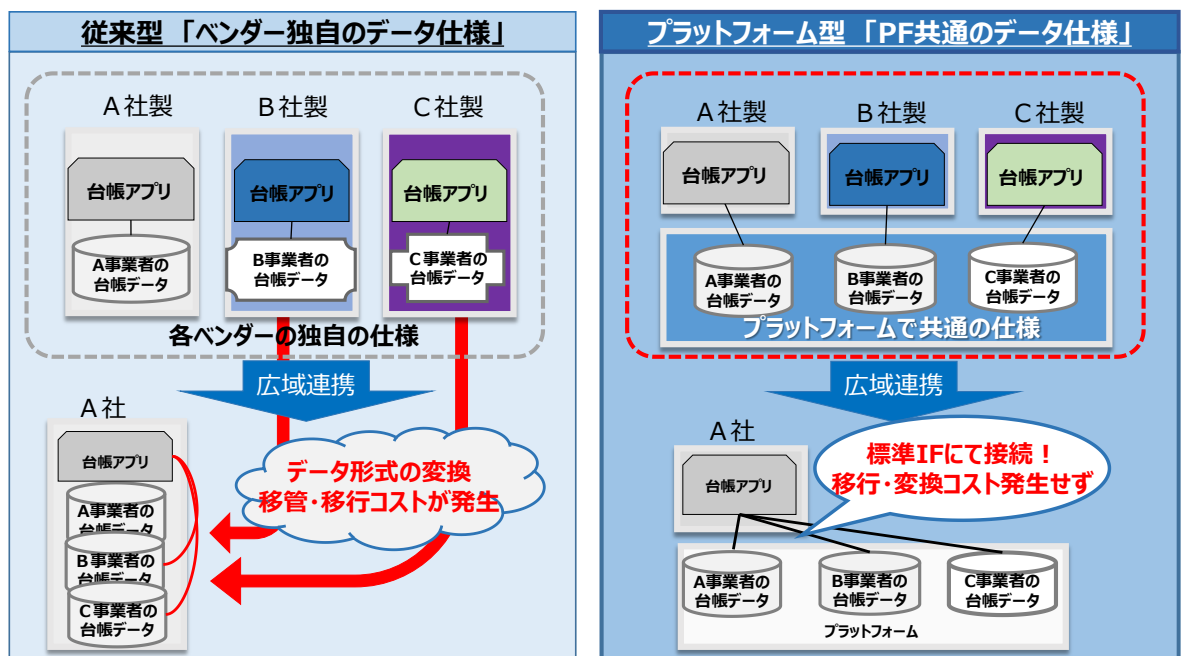 従来型 「ベンダー独自のデータ仕様」
A社製
B社製
C社製
台帳アプリ
台帳アプリ
台帳アプリ
A事業者の
台帳データ
B事業者の
台帳データ
C事業者の
台帳データ
各ベンダーの独自の仕様
広域連携
A社
台帳アプリ
A事業者の
台帳データ
B事業者の
台帳データ
C事業者の
台帳データ
データ形式の変換
移管・移行コストが発生
プラットフォーム型 「PF共通のデータ仕様」
A社製
B社製
C社製
台帳アプリ
台帳アプリ
台帳アプリ
A事業者の
台帳データ
B事業者の
台帳データ
C事業者の
台帳データ
プラットフォームで共通の仕様
広域連携
A社
台帳アプリ
標準IFにて接続！
移行・変換コスト発生せず
A事業者の
台帳データ
B事業者の
台帳データ
C事業者の
台帳データ
プラットフォーム